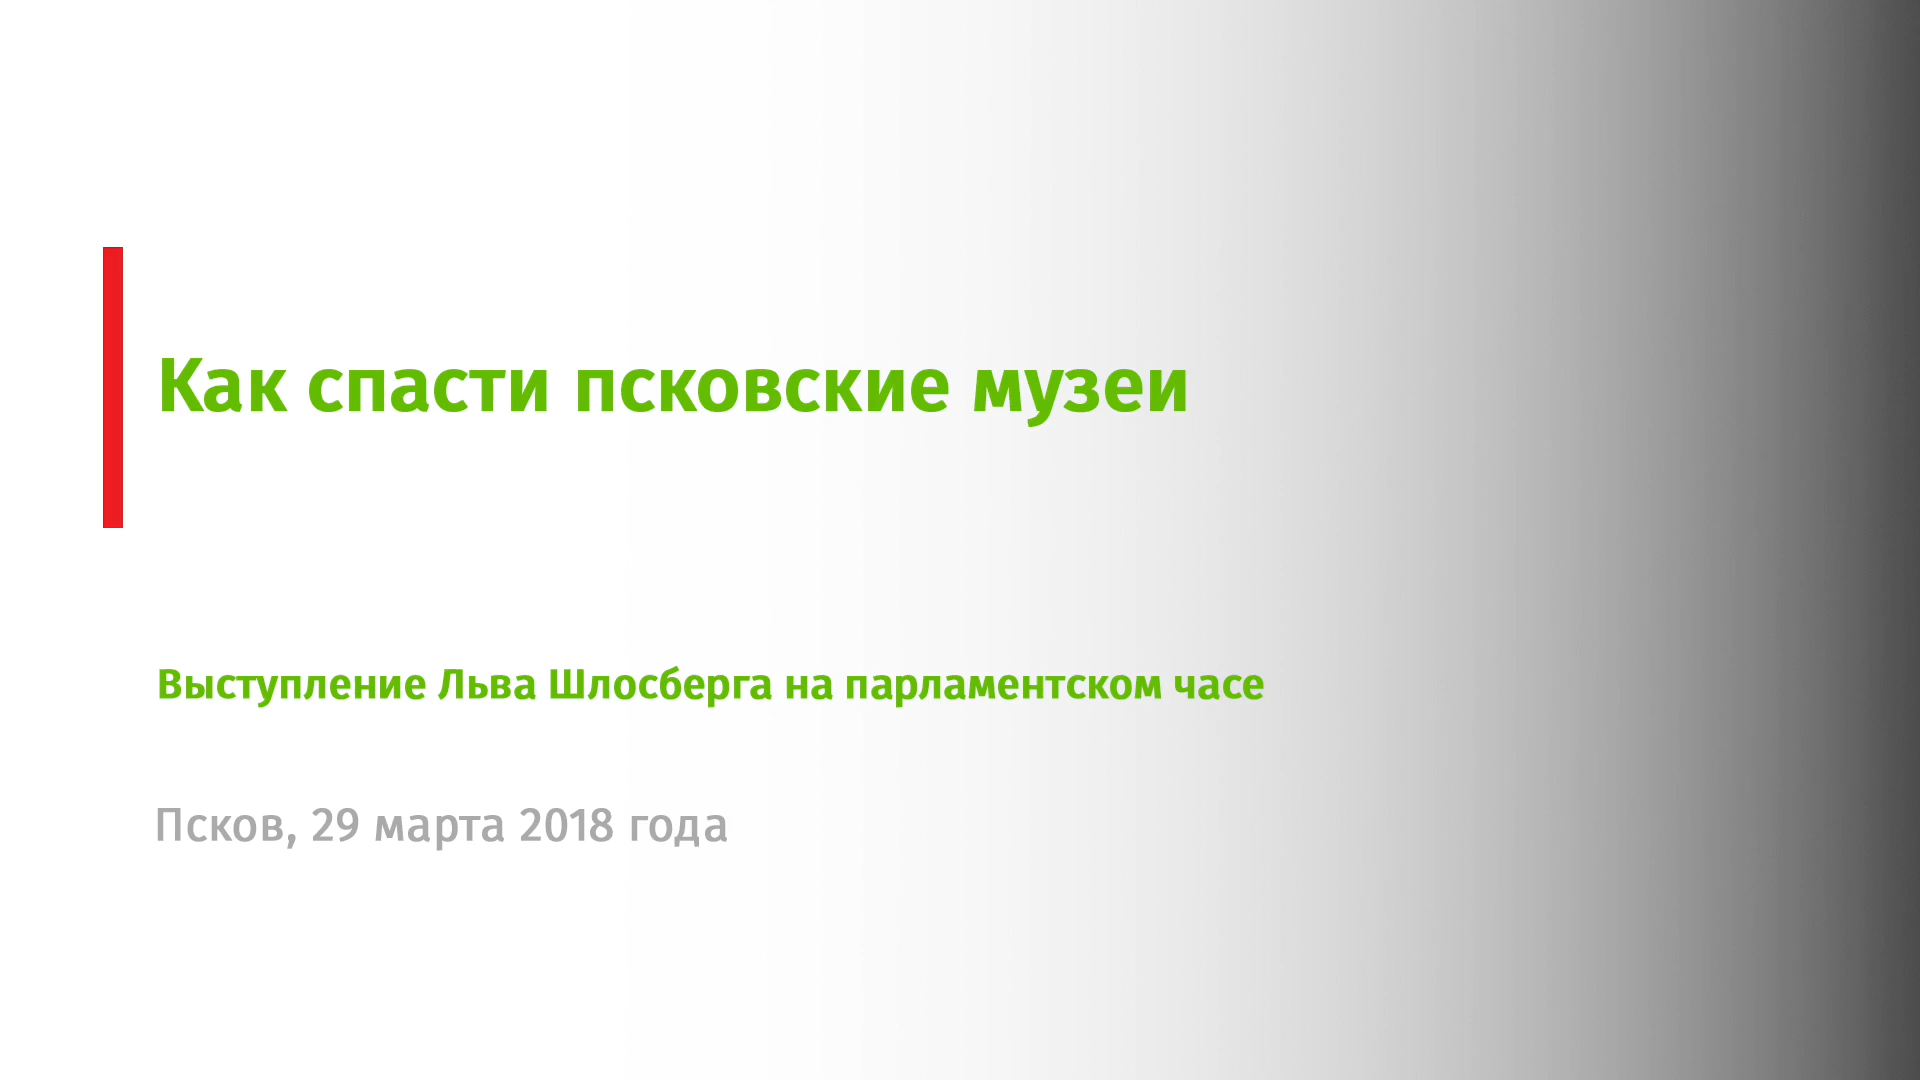 Как спасти псковские музеи
Выступление Льва Шлосберга на парламентском часе
Псков, 29 марта 2018 года